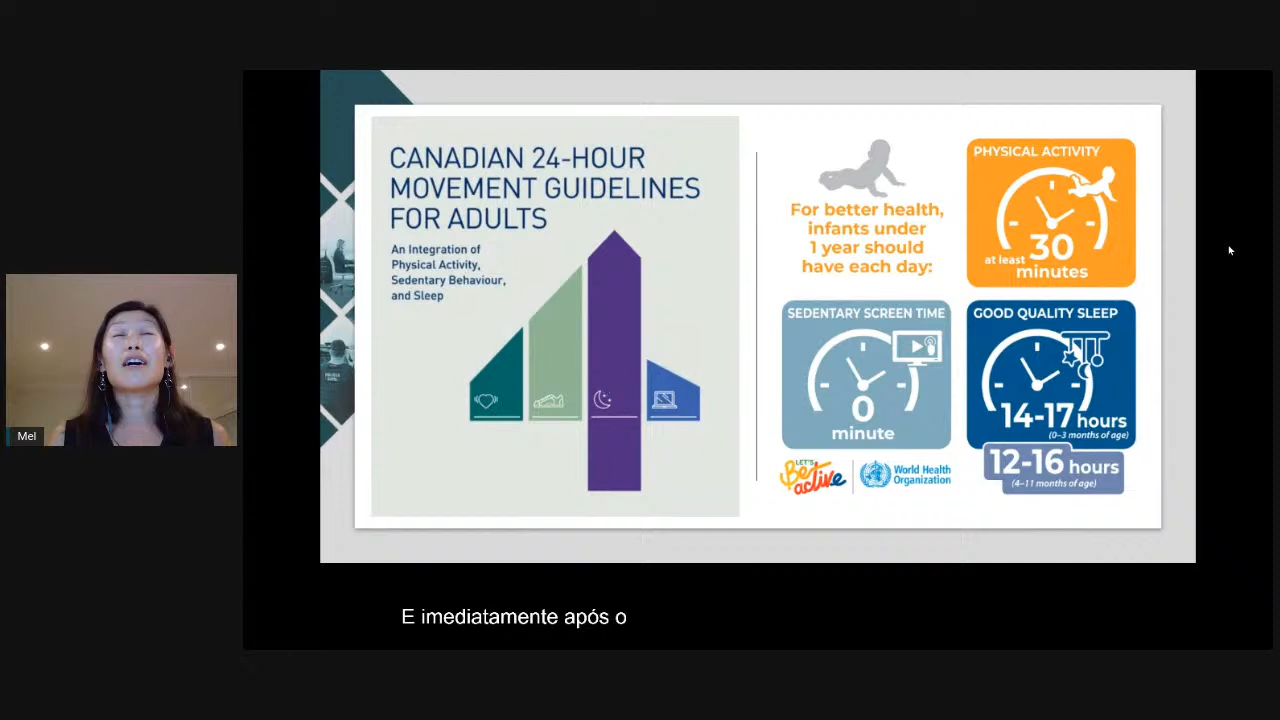 CANADIAN 24-HOUR
MOVEMENT GUIDELINES
FOR ADULTS
An Integration of
Physical Activity,
Sedentary Behaviour,
and Sleep
For better health,
infants under
1 year should
have each day:
PHYSICAL ACTIVITY
at least 30
minutes
SEDENTARY SCREEN TIME
0
minute
GOOD QUALITY SLEEP
14-17 hours
(0–3 months of age)
12-16 hours
(4–11 months of age)
LET'S
Be active
World Health
Organization
Mel
E imediatamente após o